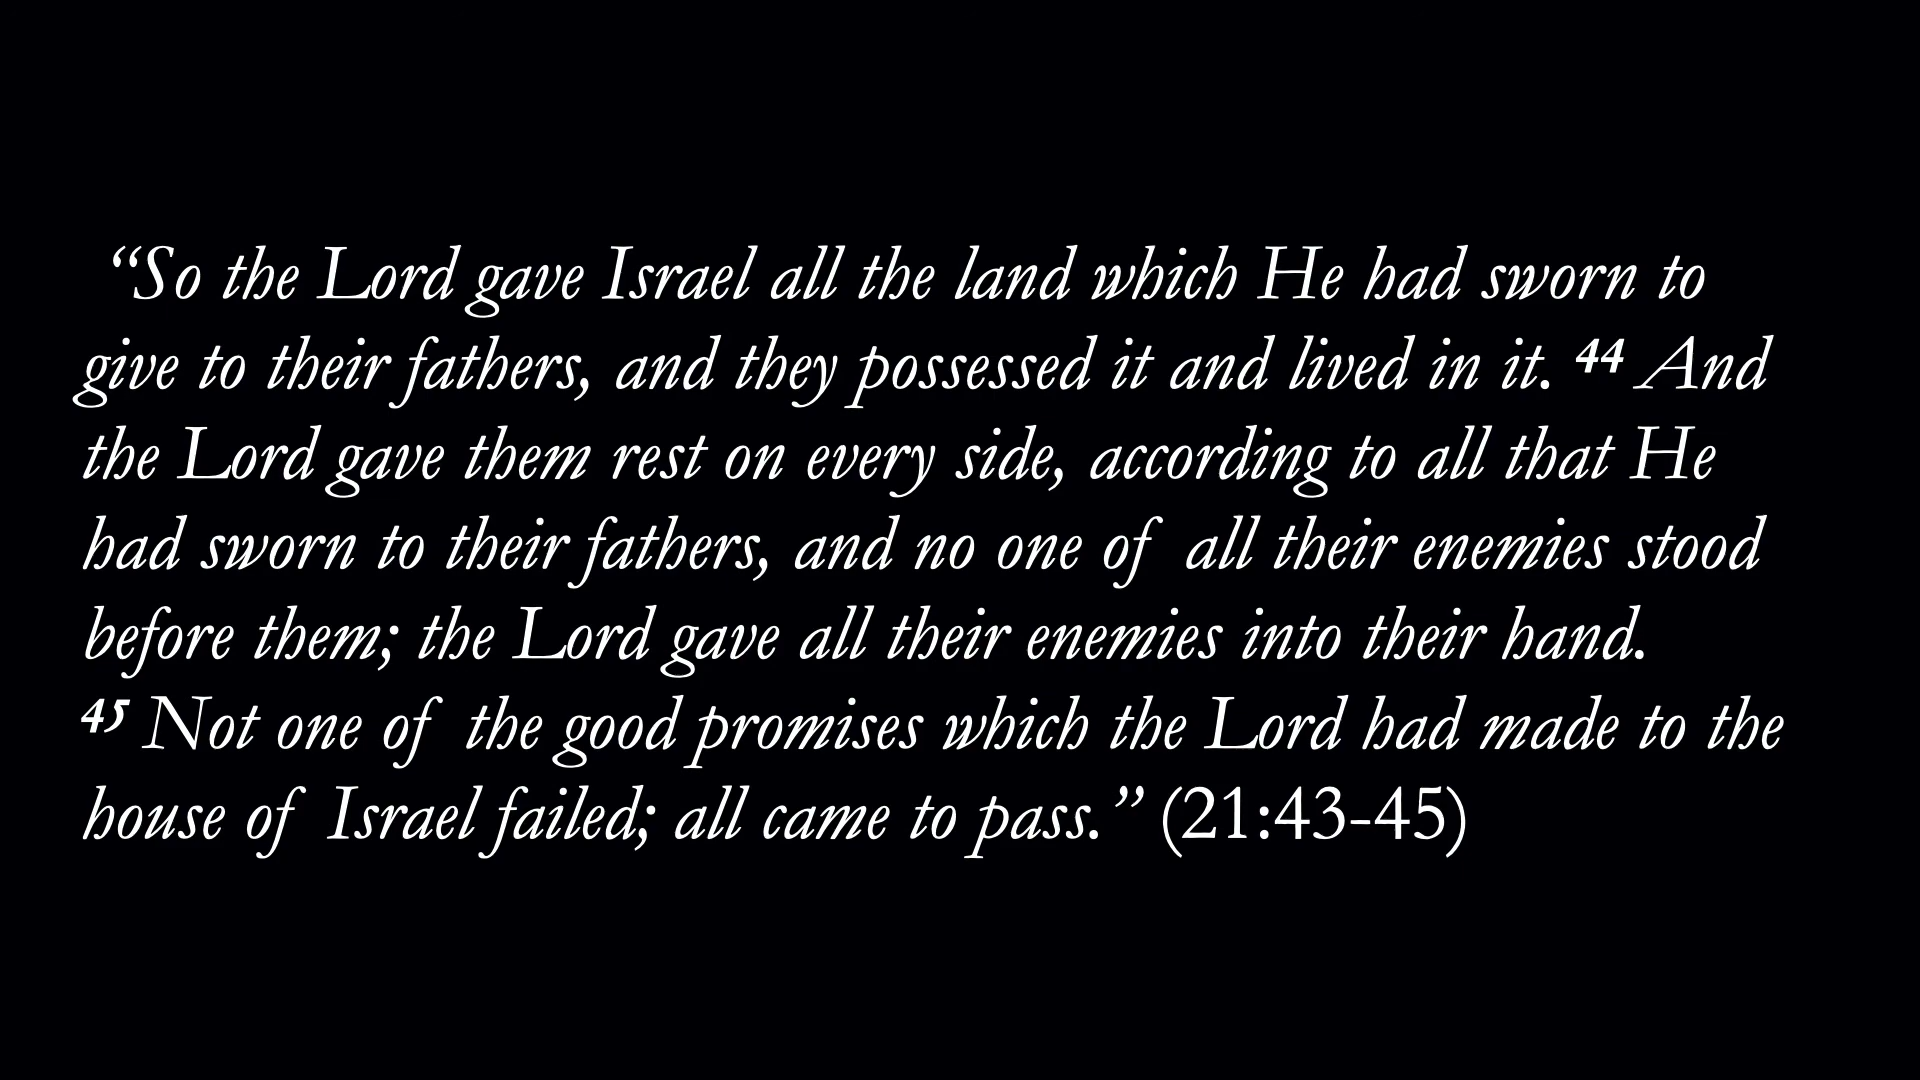 “So the Lord gave Israel all the land which He had sworn to
give to their fathers, and they possessed it and lived in it. 44 And
the Lord gave them rest on every side, according to all that He
had sworn to their fathers, and no one of all their enemies stood
before them; the Lord gave all their enemies into their hand.
45 Not one of the good promises which the Lord had made to the
house of Israel failed; all came to pass.” (21:43-45)